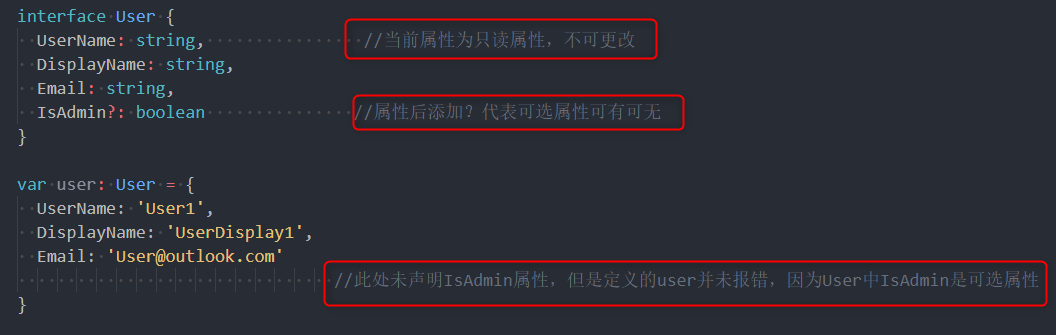 interface User {
UserName: string, //当前属性为只读属性，不可更改
DisplayName: string,
Email: string,
IsAdmin?: boolean //属性后添加? 代表可选属性可有可无
}
var user: User = {
UserName: 'User1',
DisplayName: 'UserDisplay1',
Email: 'User@outlook.com'
//此处未声明IsAdmin属性，但是定义的user并未报错，因为User中IsAdmin是可选属性
}